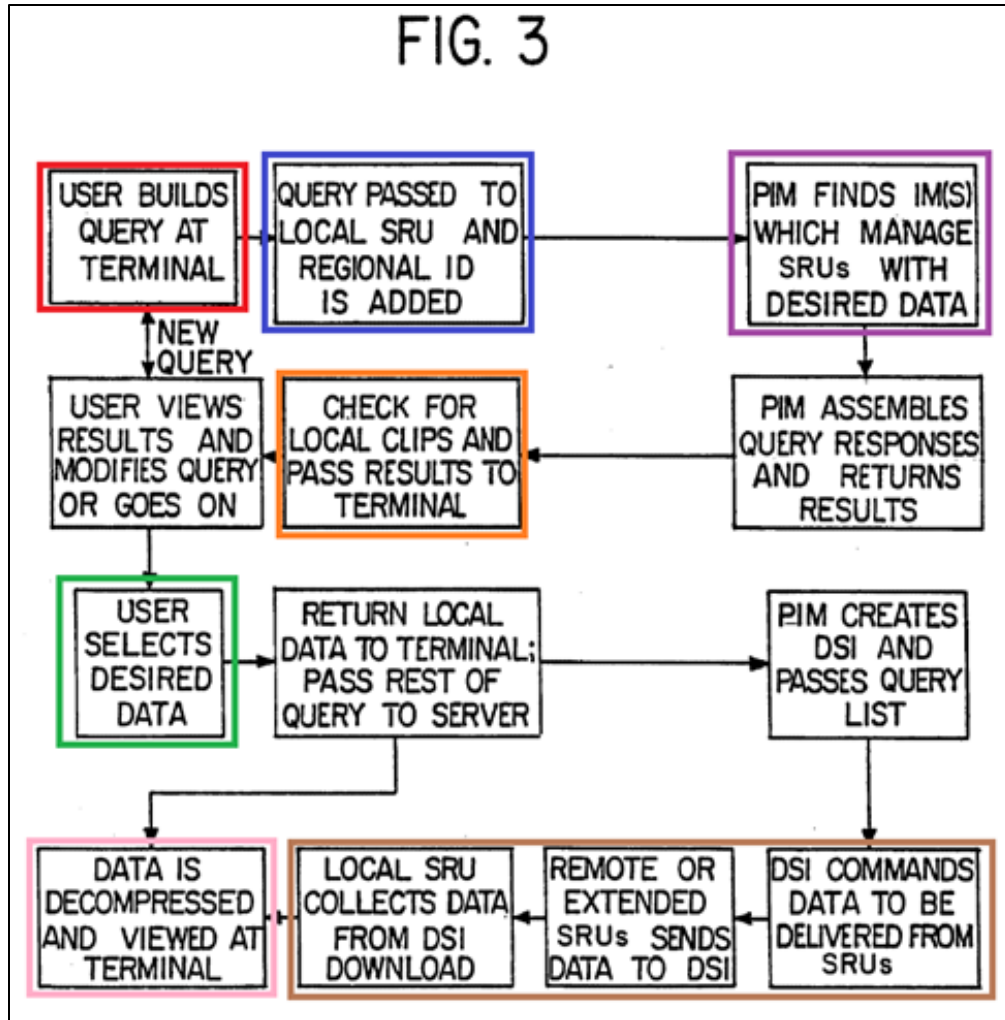 FIG. 3
USER BUILDS
QUERY AT
TERMINAL
QUERY PASSED TO
LOCAL SRU AND
REGIONAL ID
IS ADDED
PIM FINDS IM(S)
WHICH MANAGE
SRUs WITH
DESIRED DATA
NEW
QUERY
USER VIEWS
RESULTS AND
MODIFIES QUERY
OR GOES ON
CHECK FOR
LOCAL CLIPS AND
PASS RESULTS TO
TERMINAL
PIM ASSEMBLES
QUERY RESPONSES
AND RETURNS
RESULTS
USER
SELECTS
DESIRED
DATA
RETURN LOCAL
DATA TO TERMINAL;
PASS REST OF
QUERY TO SERVER
PIM CREATES
DSI AND
PASSES QUERY
LIST
DATA IS
DECOMPRESSED
AND VIEWED AT
TERMINAL
LOCAL SRU
COLLECTS DATA
FROM DSI
DOWNLOAD
REMOTE OR
EXTENDED
SRUs SENDS
DATA TO DSI
DSI COMMANDS
DATA TO BE
DELIVERED FROM
SRUs